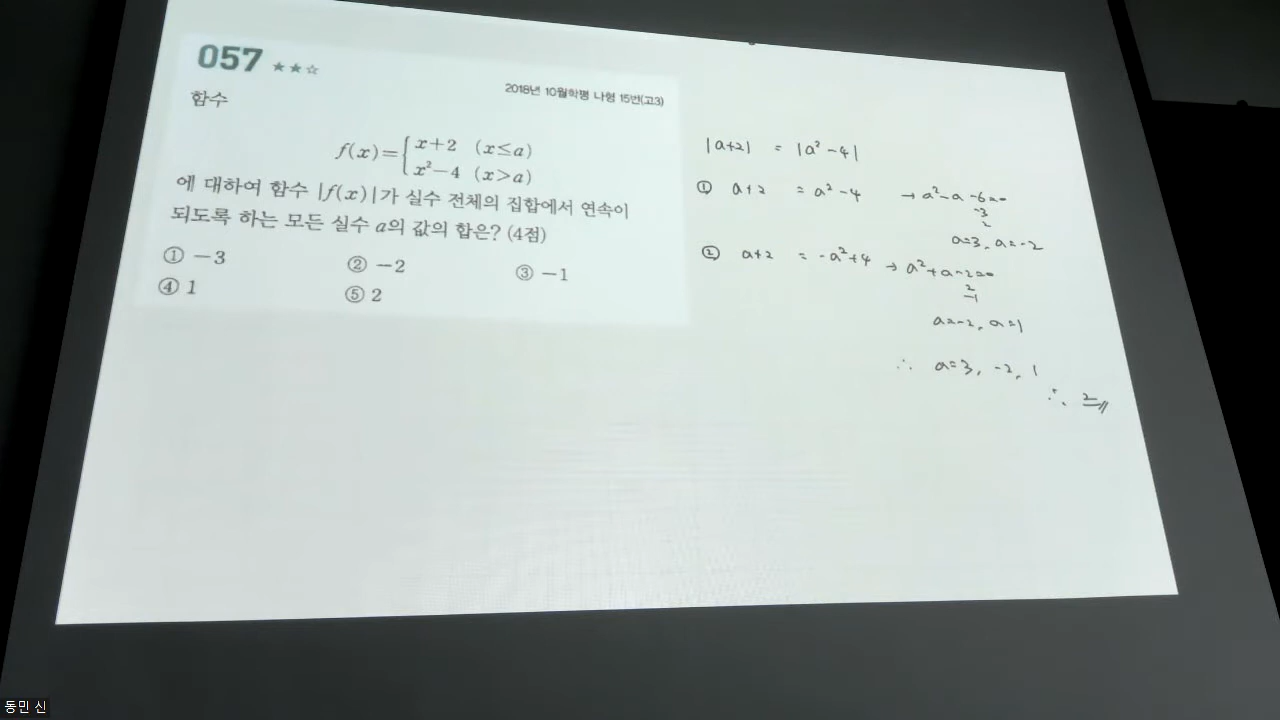 057 ★★☆
2018년 10월학평 나형 15번(고3)
함수
f(x)={x+2 (x≤a)
x²-4 (x>a)
에 대하여 함수 |f(x)|가 실수 전체의 집합에서 연속이
되도록 하는 모든 실수 a의 값의 합은? (4점)
① -3 ② -2 ③ -1
④ 1 ⑤ 2
|a+2| = |a²-4|
① a+2 = a²-4 → a²-a-6=0
-3
2
a=3, a=-2
② a+2 = -a²+4 → a²+a-2=0
2
-1
a=-2, a=1
∴ a=3, -2, 1
∴ 2
동민 신